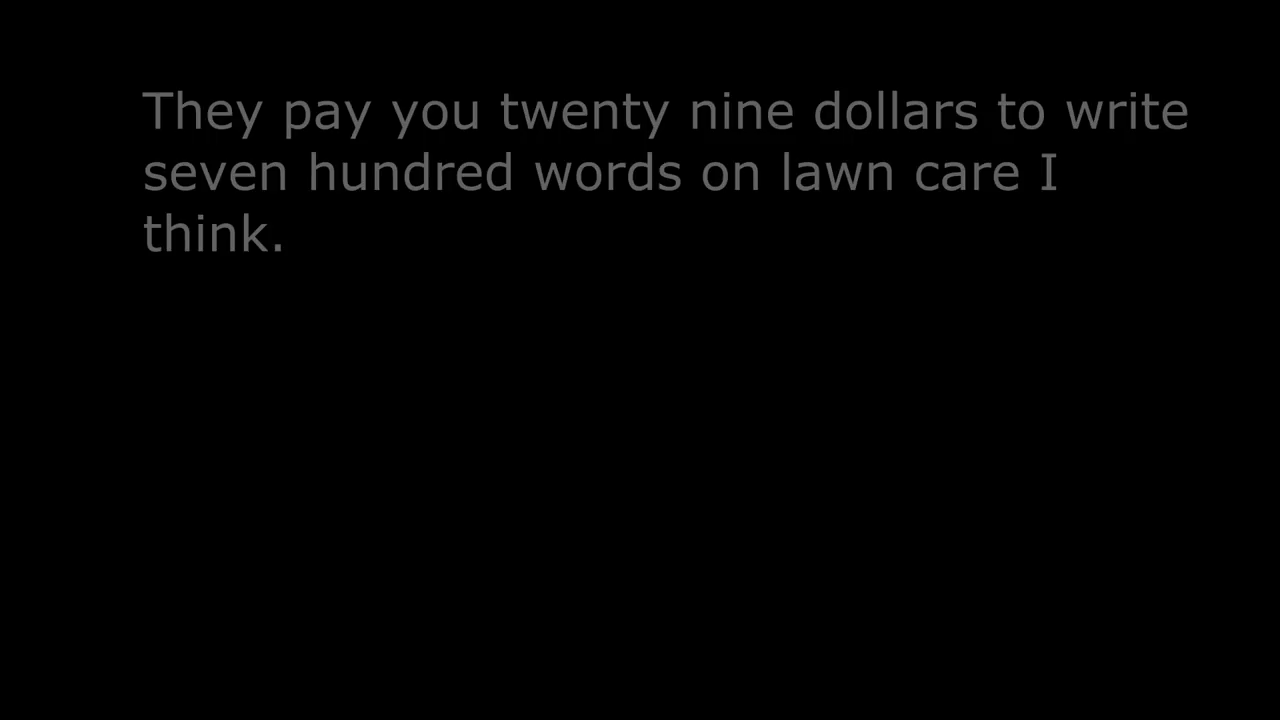 They pay you twenty nine dollars to write
seven hundred words on lawn care I
think.